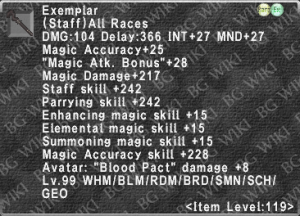 Exemplar
(Staff)All Races
DMG:104 Delay:366 INT+27 MND+27
Magic Accuracy+25
"Magic Atk. Bonus"+28
Magic Damage+217
Staff skill +242
Parrying skill +242
Enhancing magic skill +15
Elemental magic skill +15
Summoning magic skill +15
Magic Accuracy skill +228
Avatar: "Blood Pact" damage +8
Lv.99 WHM/BLM/RDM/BRD/SMN/SCH/
GEO
<Item Level:119>